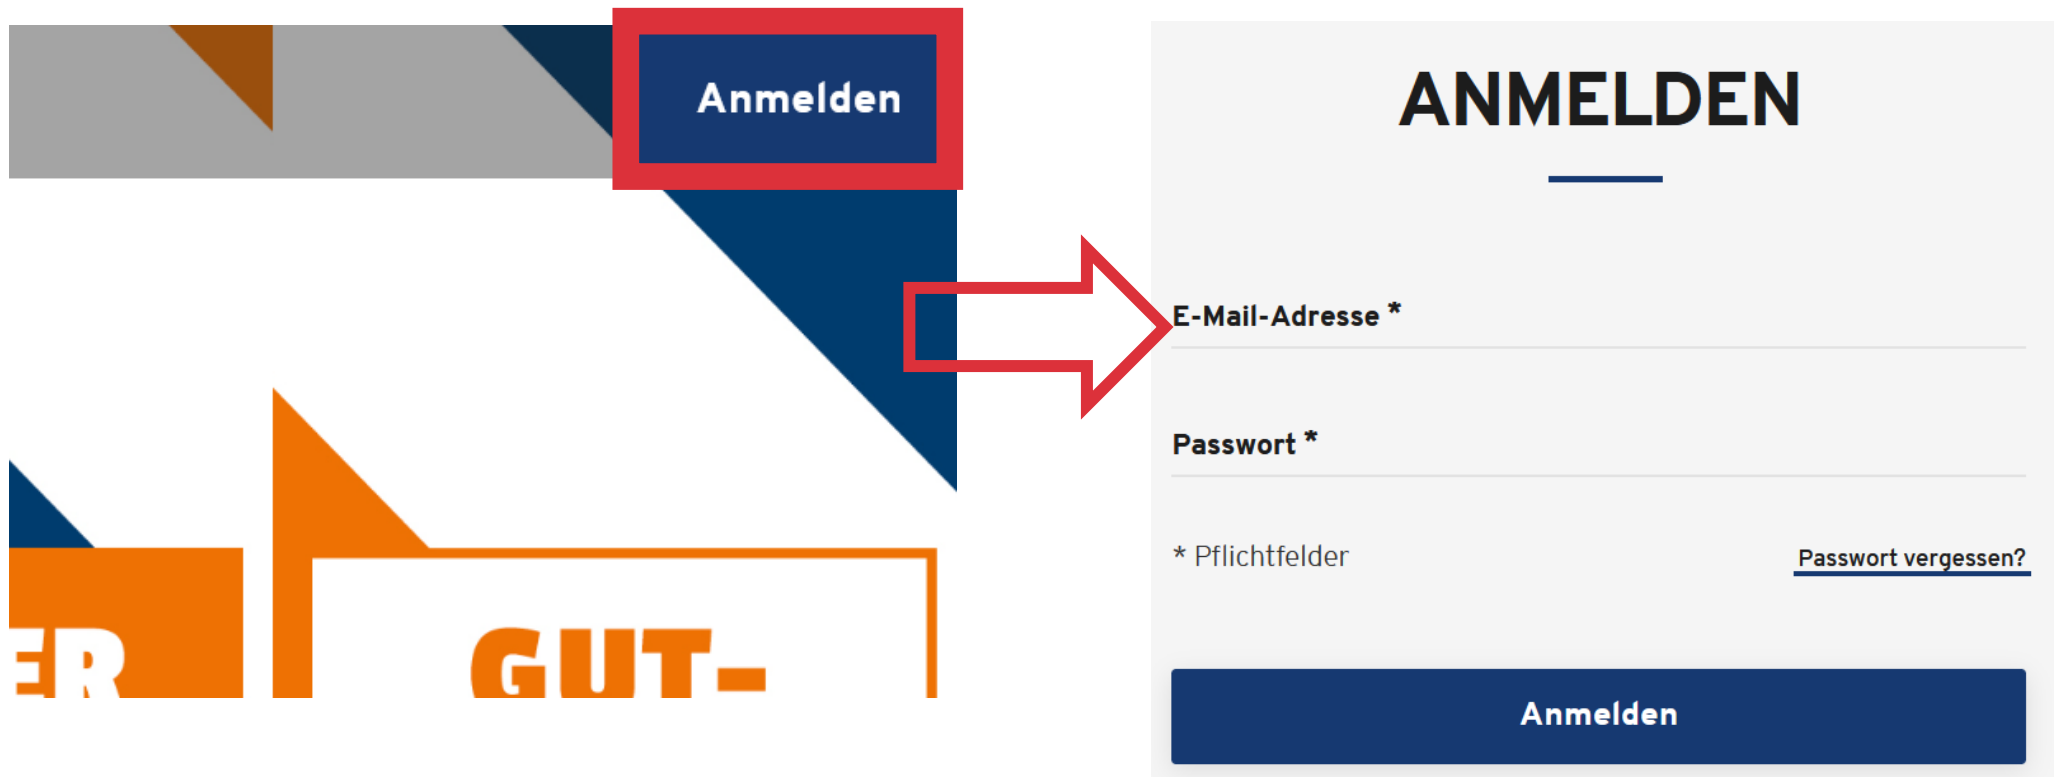 Anmelden
ER
GUT-
ANMELDEN
E-Mail-Adresse *
Passwort *
* Pflichtfelder
Passwort vergessen?
Anmelden